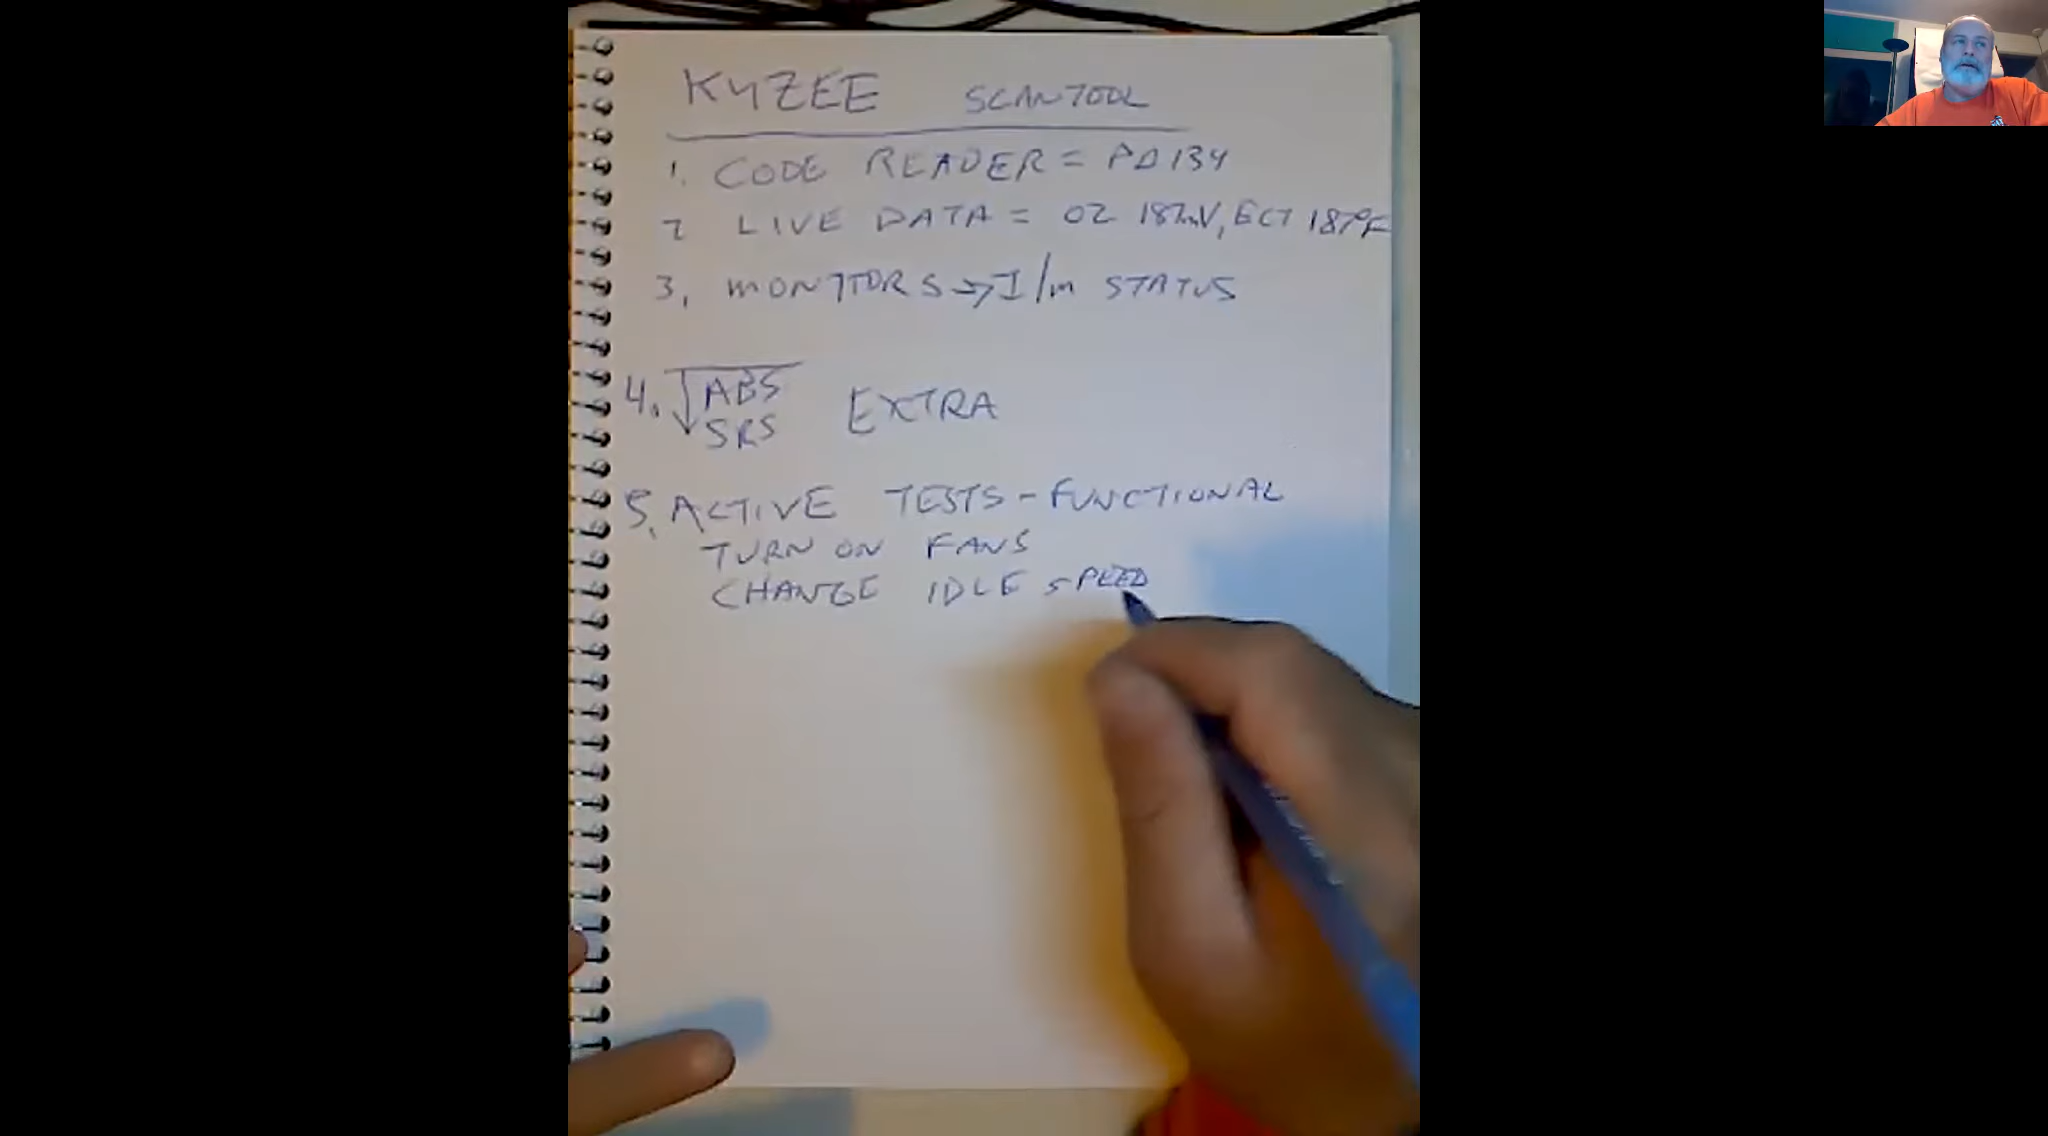 KYZEE SCANTOOL
1. CODE READER = P0134
2 LIVE DATA = O2 187mV, ECT 187°F
3, MONITORS → I/M STATUS
4. √ABS EXTRA
SRS
5. ACTIVE TESTS - FUNCTIONAL
TURN ON FANS
CHANGE IDLE SPEED